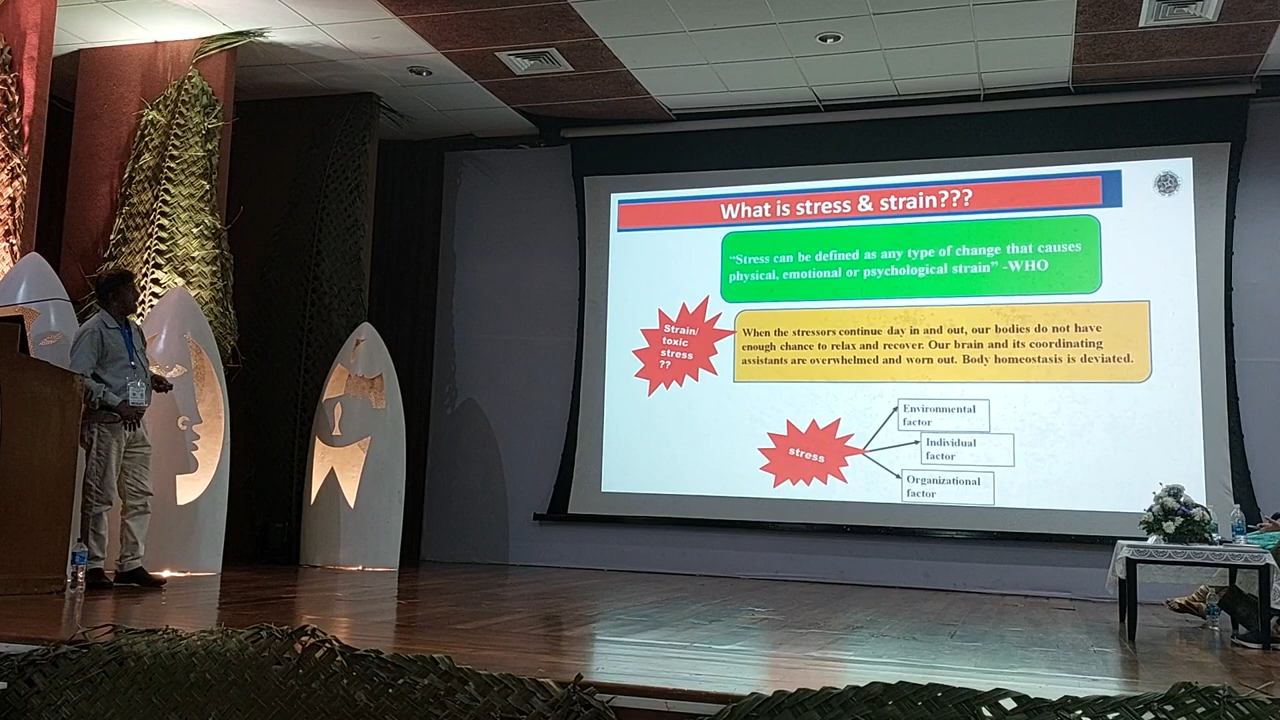 What is stress & strain???
“Stress can be defined as any type of change that causes
physical, emotional or psychological strain” -WHO
Strain/
toxic
stress
??
When the stressors continue day in and out, our bodies do not have
enough chance to relax and recover. Our brain and its coordinating
assistants are overwhelmed and worn out. Body homeostasis is deviated.
stress
Environmental
factor
Individual
factor
Organizational
factor